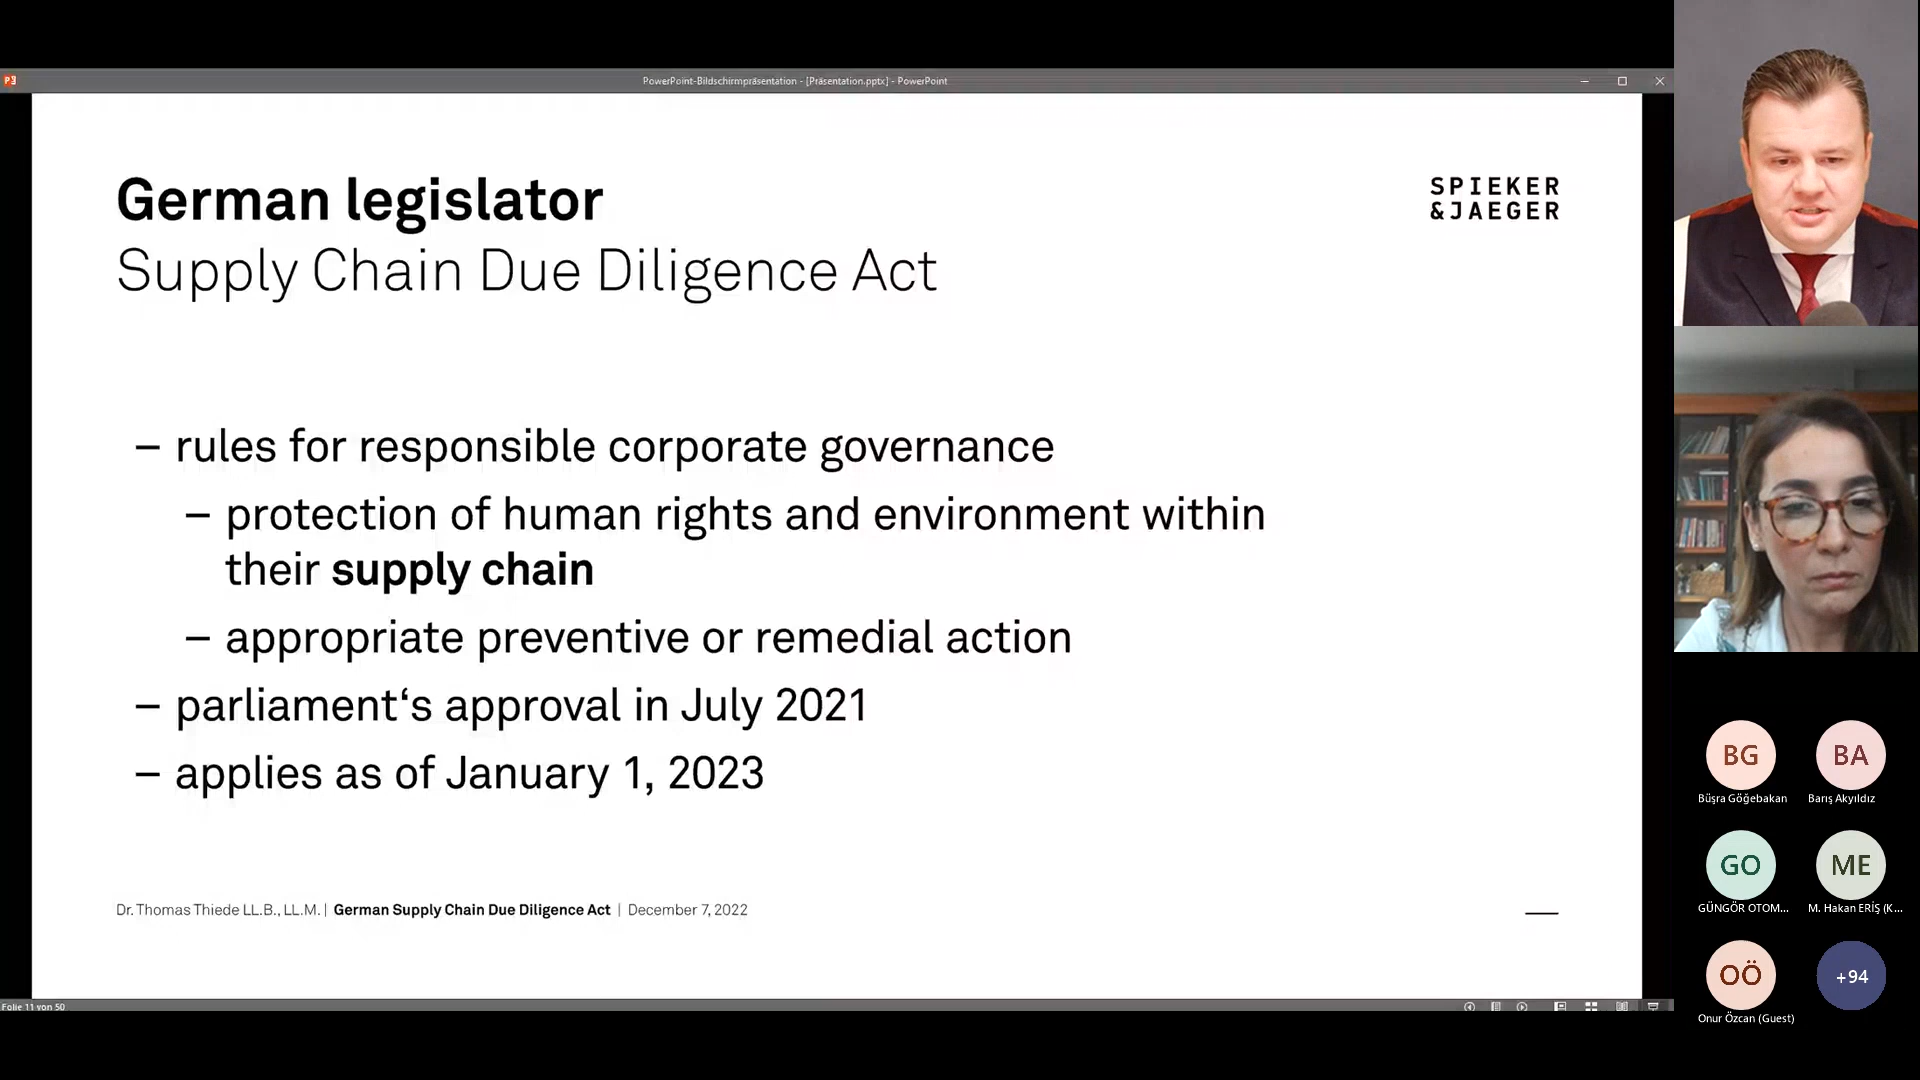 PowerPoint-Bildschirmpräsentation - [Präsentation.pptx] - PowerPoint
German legislator
Supply Chain Due Diligence Act
SPIEKER
&JAEGER
– rules for responsible corporate governance
– protection of human rights and environment within
their supply chain
– appropriate preventive or remedial action
– parliament‘s approval in July 2021
– applies as of January 1, 2023
Dr. Thomas Thiede LL.B., LL.M. | German Supply Chain Due Diligence Act | December 7, 2022
Folie 11 von 50
BG
BA
Büşra Göğebakan
Barış Akyıldız
GO
ME
GÜNGÖR OTOM...
M. Hakan ERİŞ (K...
OÖ
+94
Onur Özcan (Guest)